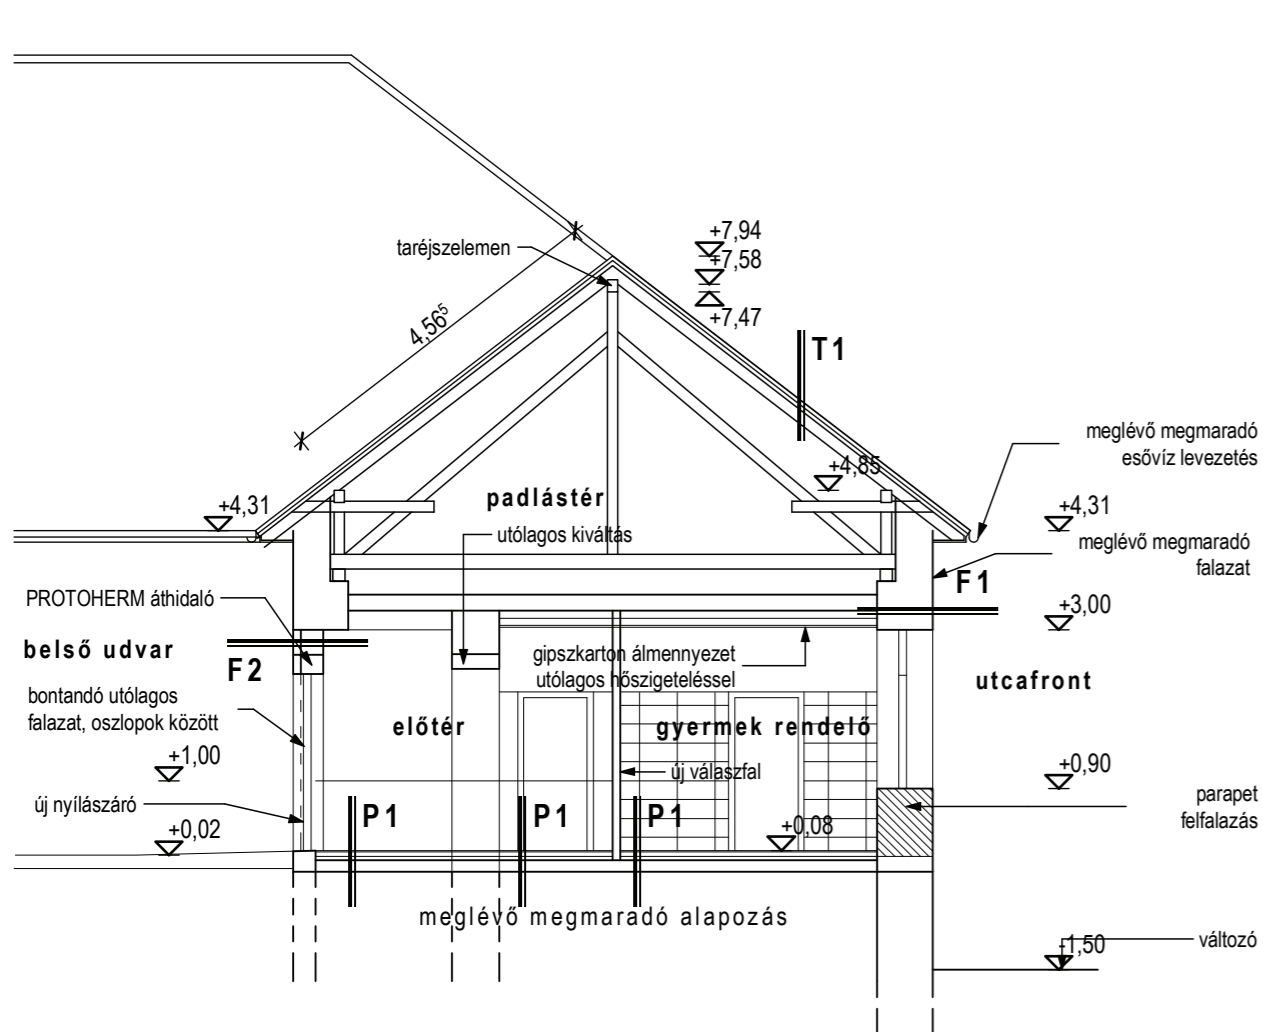 +7,94
taréjszelemen
+7,58
4,56⁵
+7,47
T1
meglévő megmaradó
esővíz levezetés
+4,85
padlástér
+4,31
+4,31
utólagos kiváltás
meglévő megmaradó
falazat
F1
PROTOHERM áthidaló
+3,00
belső udvar
F2
gipszkarton álmennyezet
utólagos hőszigeteléssel
utcafront
bontandó utólagos
falazat, oszlopok között
előtér
gyermek rendelő
+1,00
új válaszfal
+0,90
új nyílászáró
parapet
felfalazás
P1
P1
P1
+0,02
+0,08
meglévő megmaradó alapozás
-1,50
változó